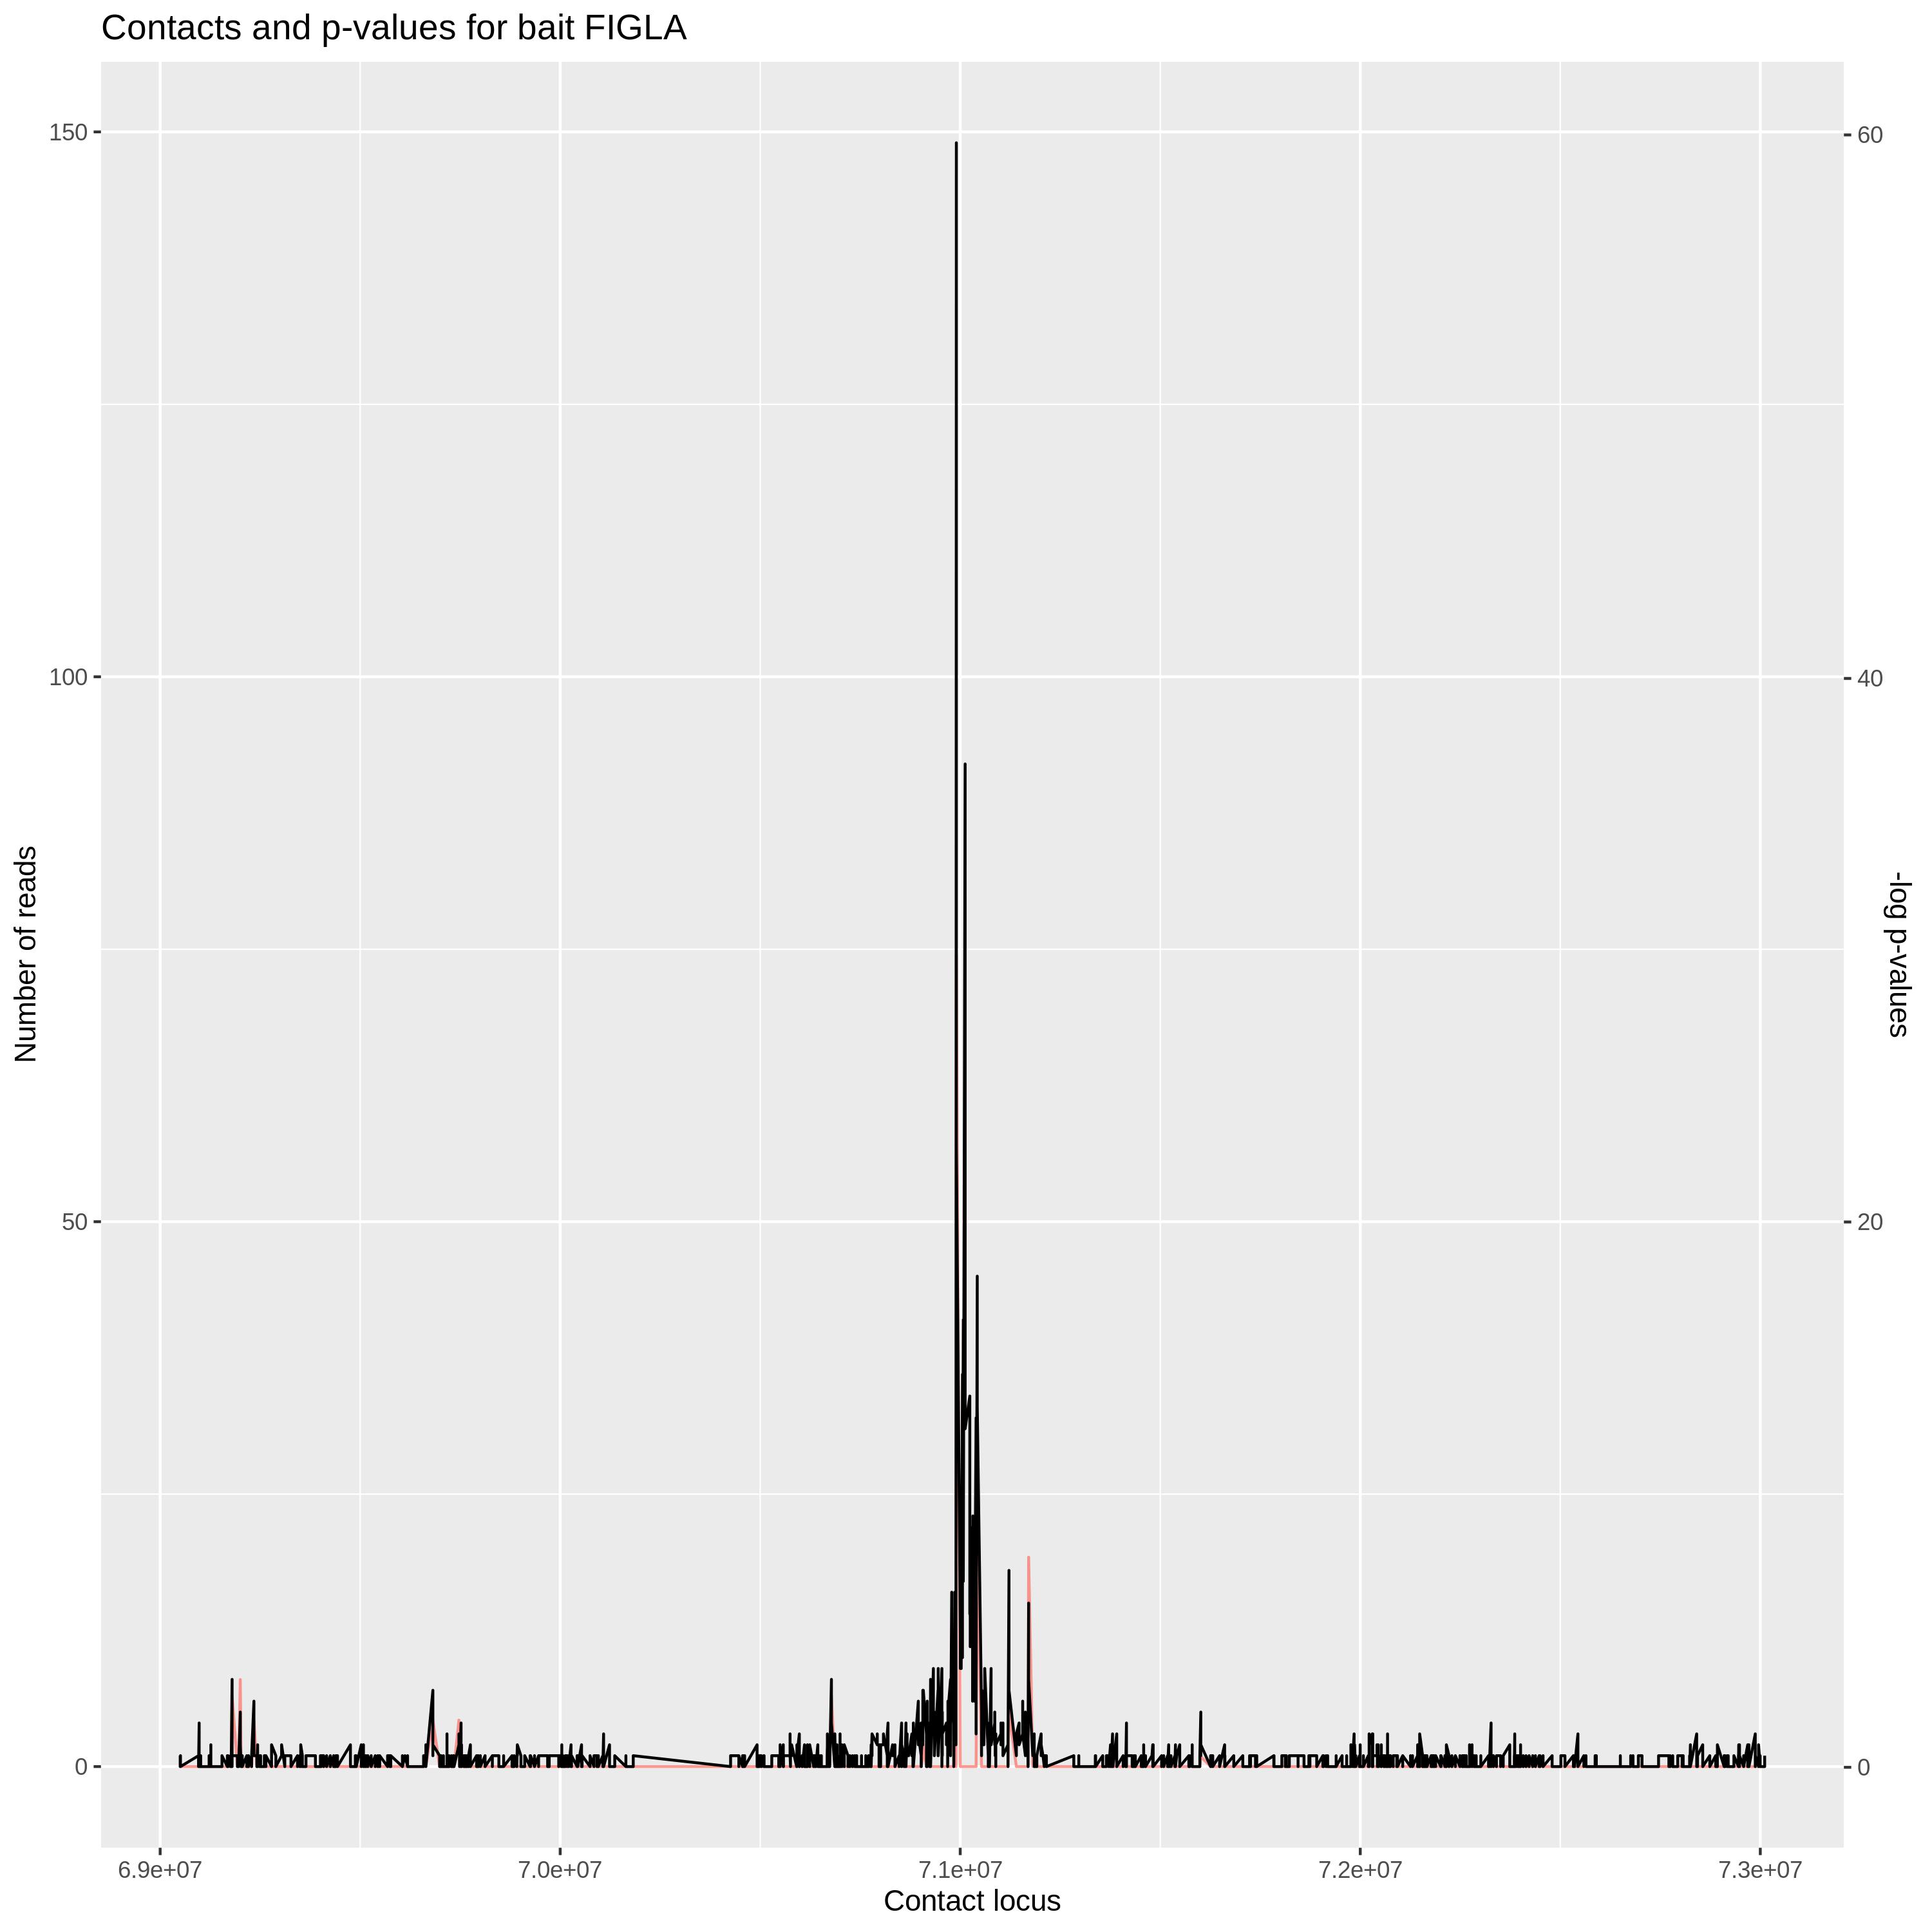 Contacts and p-values for bait FIGLA
150
100
50
0
Number of reads
60
40
20
0
-log p-values
6.9e+07 7.0e+07 7.1e+07 7.2e+07 7.3e+07
Contact locus